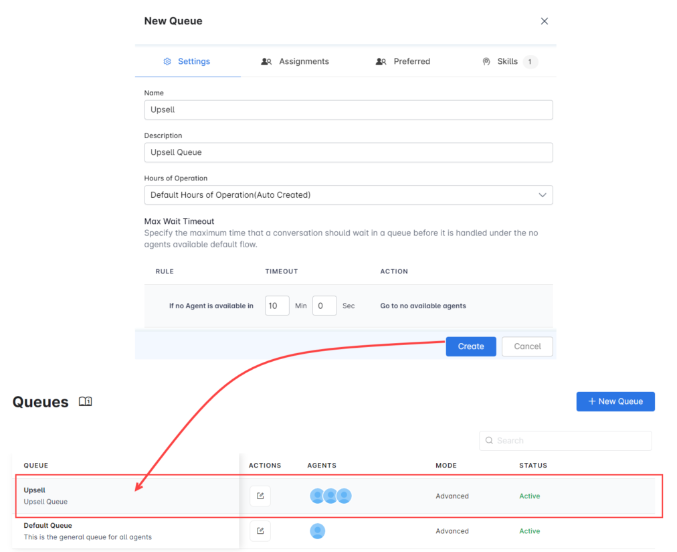 New Queue
Settings
Assignments
Preferred
Skills 1
Name
Upsell
Description
Upsell Queue
Hours of Operation
Default Hours of Operation(Auto Created)
Max Wait Timeout
Specify the maximum time that a conversation should wait in a queue before it is handled under the no
agents available default flow.
RULE TIMEOUT ACTION
If no Agent is available in 10 Min 0 Sec Go to no available agents
Create Cancel
Queues
+ New Queue
Search
QUEUE ACTIONS AGENTS MODE STATUS
Upsell
Upsell Queue
Advanced Active
Default Queue
This is the general queue for all agents
Advanced Active